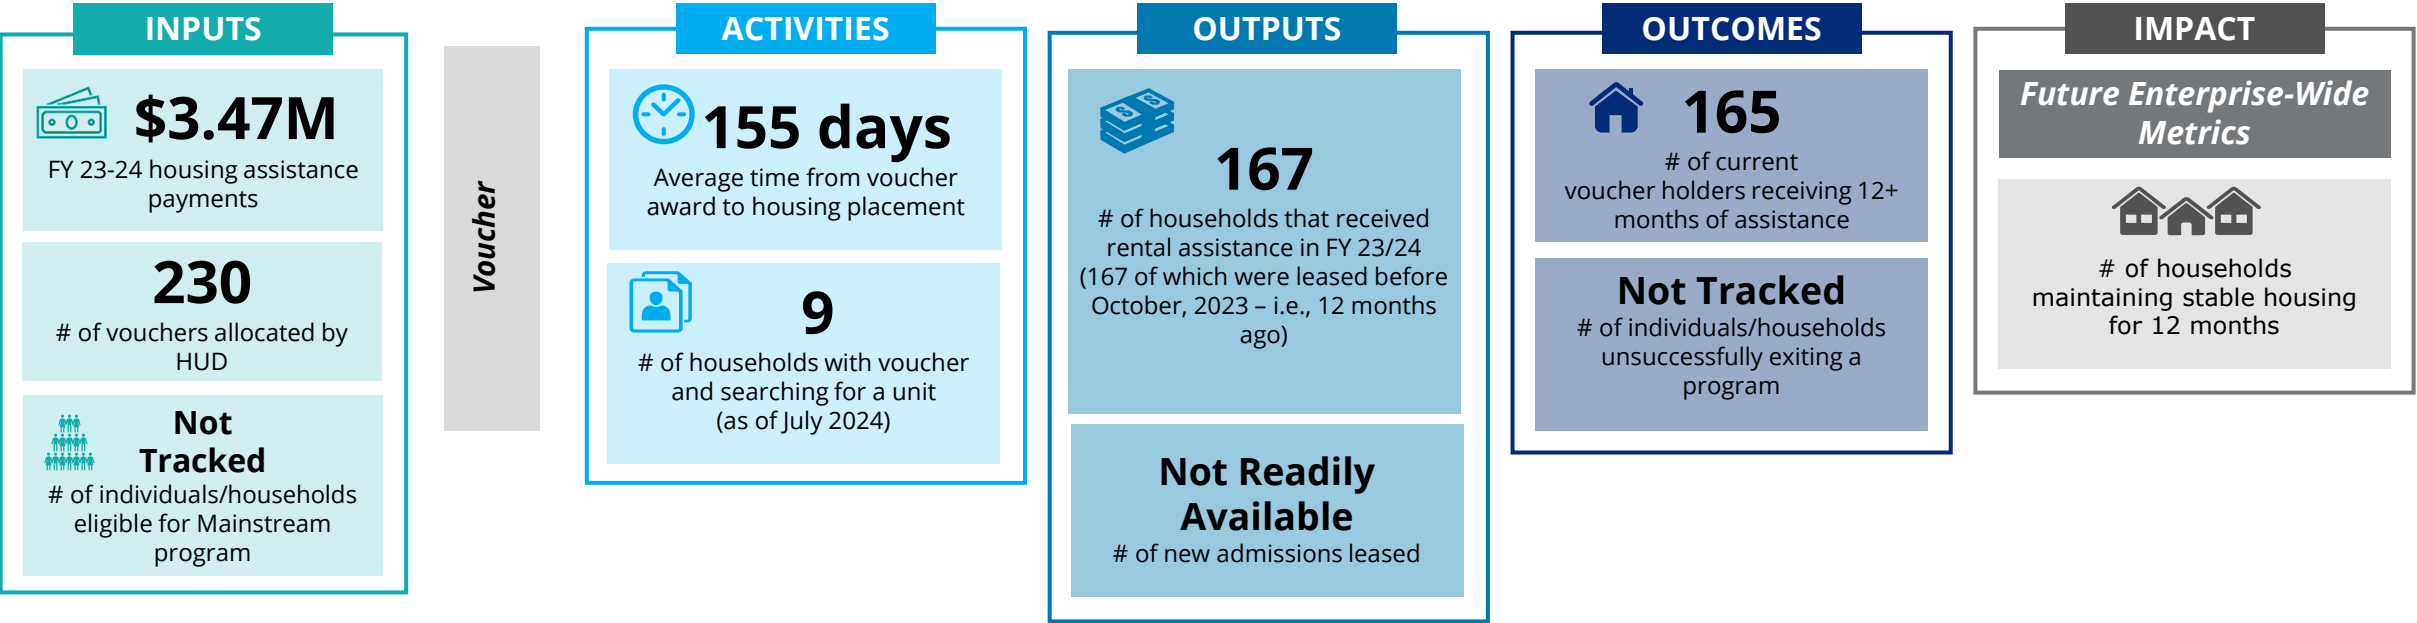 INPUTS
$3.47M
FY 23-24 housing assistance
payments
230
# of vouchers allocated by
HUD
Not
Tracked
# of individuals/households
eligible for Mainstream
program
Voucher
ACTIVITIES
155 days
Average time from voucher
award to housing placement
9
# of households with voucher
and searching for a unit
(as of July 2024)
OUTPUTS
167
# of households that received
rental assistance in FY 23/24
(167 of which were leased before
October, 2023 – i.e., 12 months
ago)
Not Readily
Available
# of new admissions leased
OUTCOMES
165
# of current
voucher holders receiving 12+
months of assistance
Not Tracked
# of individuals/households
unsuccessfully exiting a
program
IMPACT
Future Enterprise-Wide
Metrics
# of households
maintaining stable housing
for 12 months